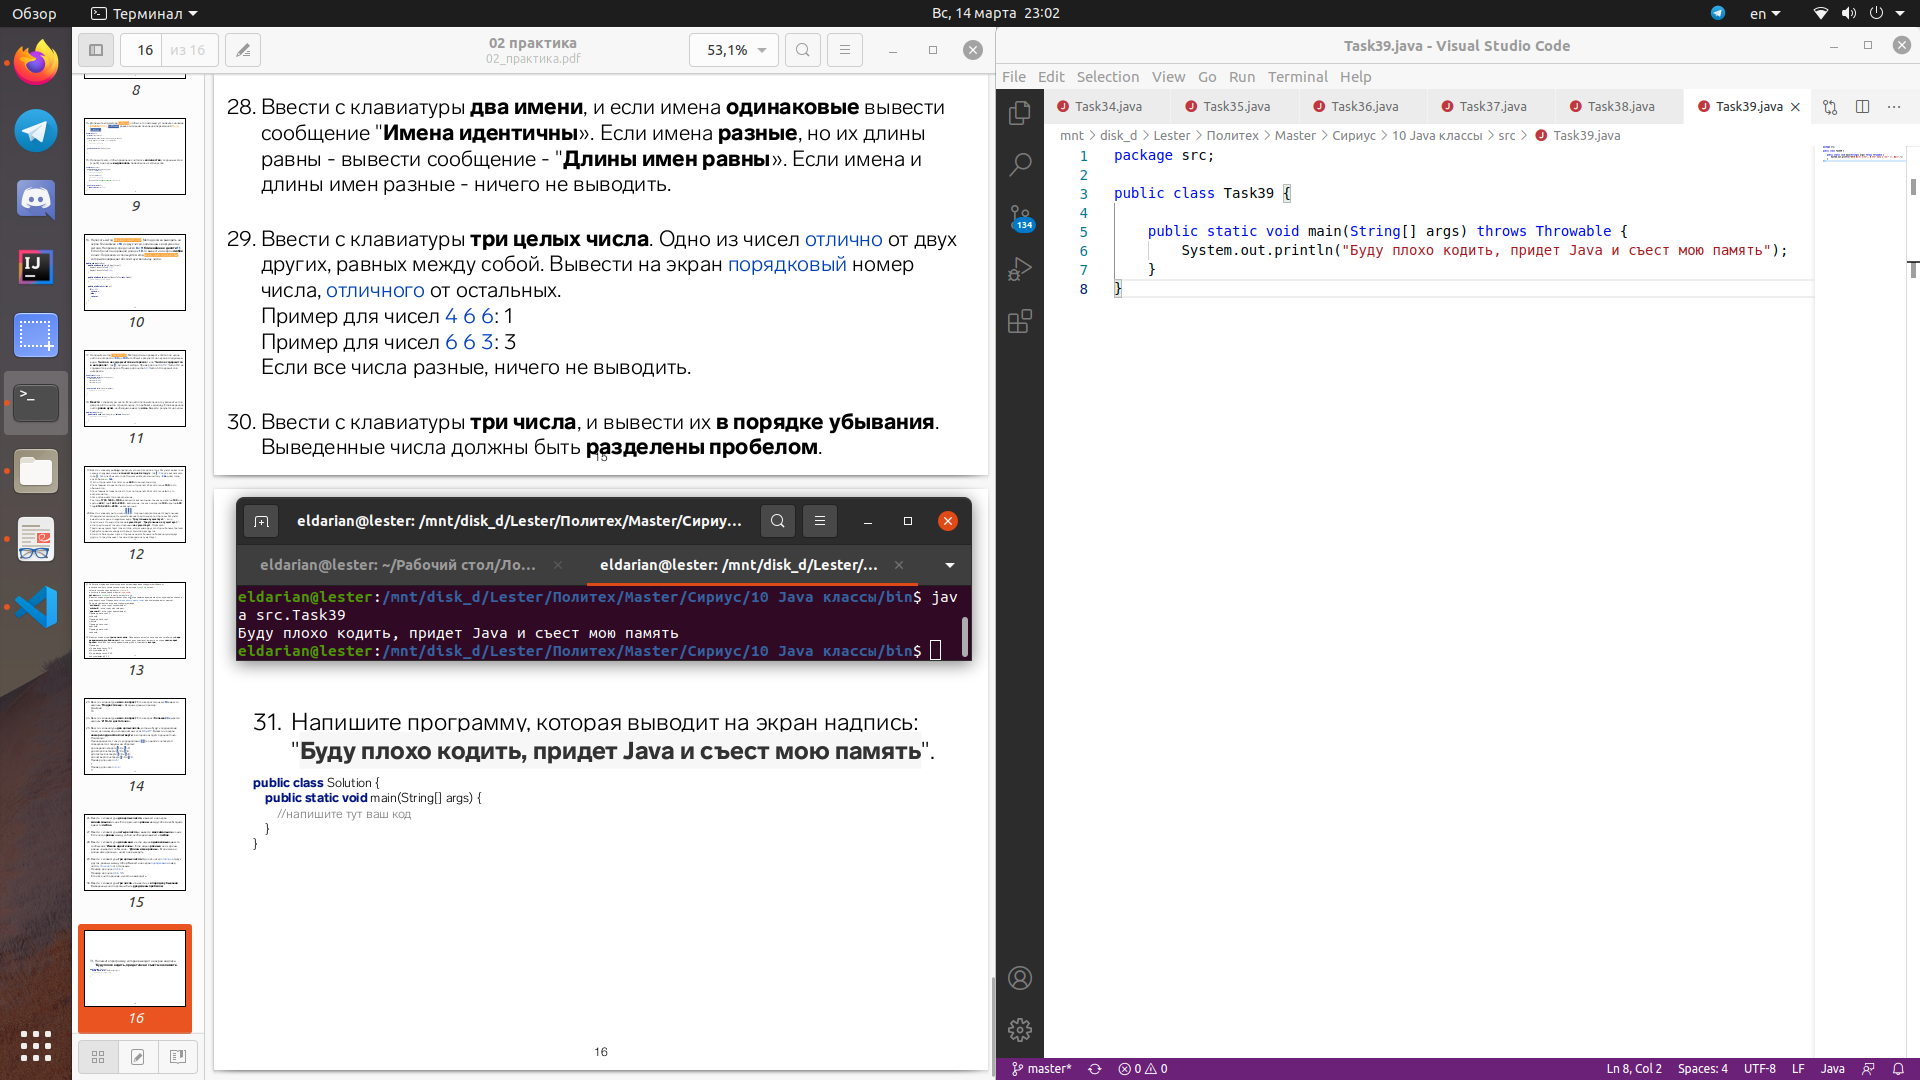 Обзор
Терминал
Вс, 14 марта 23:02
en
16 из 16
02 практика
02_практика.pdf
53,1%
8
9
10
11
12
13
14
15
16
28. Ввести с клавиатуры два имени, и если имена одинаковые вывести
сообщение "Имена идентичны». Если имена разные, но их длины
равны - вывести сообщение - "Длины имен равны». Если имена и
длины имен разные - ничего не выводить.
29. Ввести с клавиатуры три целых числа. Одно из чисел отлично от двух
других, равных между собой. Вывести на экран порядковый номер
числа, отличного от остальных.
Пример для чисел 4 6 6: 1
Пример для чисел 6 6 3: 3
Если все числа разные, ничего не выводить.
30. Ввести с клавиатуры три числа, и вывести их в порядке убывания.
Выведенные числа должны быть разделены пробелом.
15
eldarian@lester: /mnt/disk_d/Lester/Политех/Master/Сириу...
eldarian@lester: ~/Рабочий стол/Ло...
eldarian@lester: /mnt/disk_d/Lester/...
eldarian@lester:/mnt/disk_d/Lester/Политех/Master/Сириус/10 Java классы/bin$ jav
a src.Task39
Буду плохо кодить, придет Java и съест мою память
eldarian@lester:/mnt/disk_d/Lester/Политех/Master/Сириус/10 Java классы/bin$
31. Напишите программу, которая выводит на экран надпись:
"Буду плохо кодить, придет Java и съест мою память".
public class Solution {
public static void main(String[] args) {
//напишите тут ваш код
}
}
16
Task39.java - Visual Studio Code
File Edit Selection View Go Run Terminal Help
Task34.java Task35.java Task36.java Task37.java Task38.java Task39.java
mnt > disk_d > Lester > Политех > Master > Сириус > 10 Java классы > src > Task39.java
1 package src;
2
3 public class Task39 {
4
5 public static void main(String[] args) throws Throwable {
6 System.out.println("Буду плохо кодить, придет Java и съест мою память");
7 }
8 }
134
master* 0 0
Ln 8, Col 2 Spaces: 4 UTF-8 LF Java